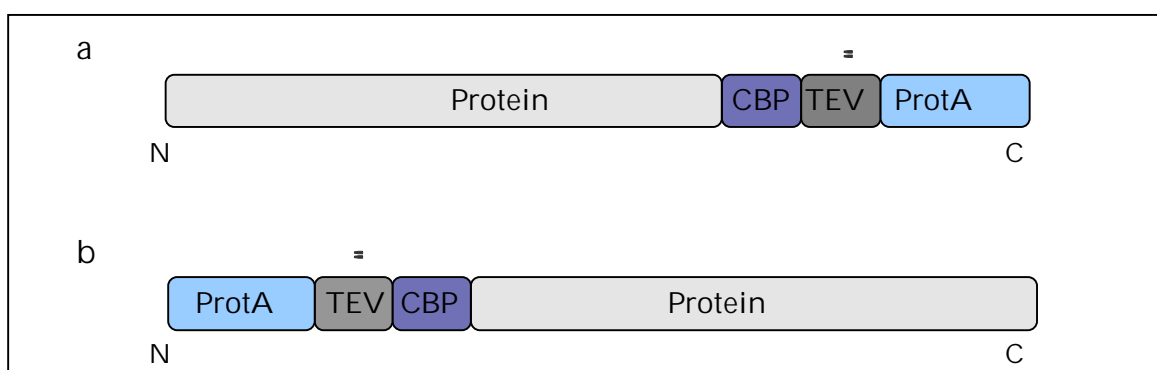 a
=
Protein CBP TEV ProtA
N C
b
=
ProtA TEV CBP Protein
N C